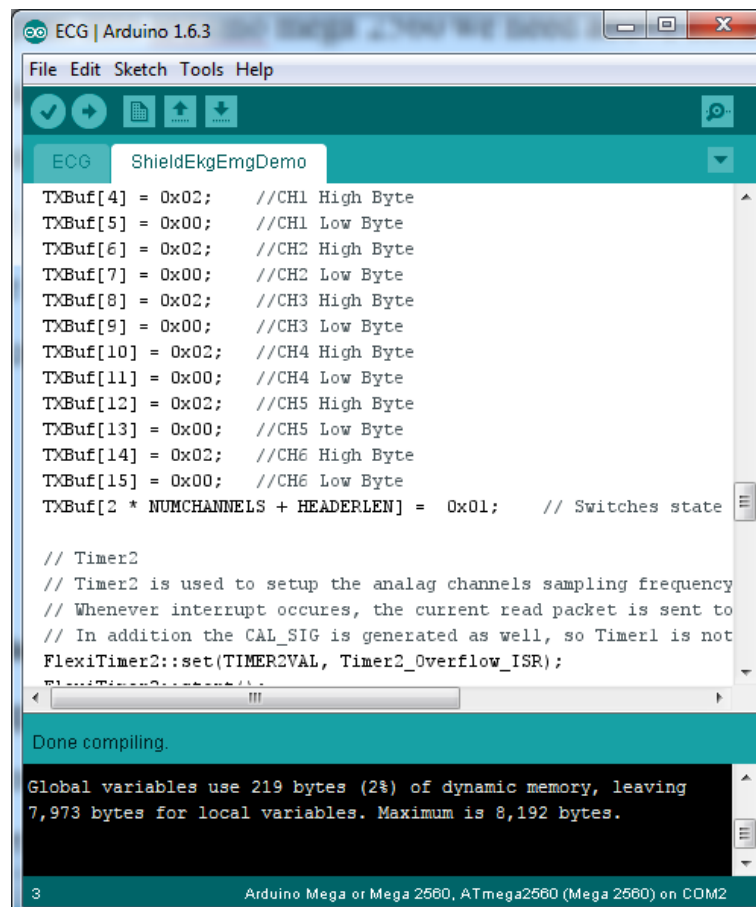 ECG | Arduino 1.6.3
mega 2560 we need
File Edit Sketch Tools Help
ECG ShieldEkgEmgDemo
TXBuf[4] = 0x02; //CH1 High Byte
TXBuf[5] = 0x00; //CH1 Low Byte
TXBuf[6] = 0x02; //CH2 High Byte
TXBuf[7] = 0x00; //CH2 Low Byte
TXBuf[8] = 0x02; //CH3 High Byte
TXBuf[9] = 0x00; //CH3 Low Byte
TXBuf[10] = 0x02; //CH4 High Byte
TXBuf[11] = 0x00; //CH4 Low Byte
TXBuf[12] = 0x02; //CH5 High Byte
TXBuf[13] = 0x00; //CH5 Low Byte
TXBuf[14] = 0x02; //CH6 High Byte
TXBuf[15] = 0x00; //CH6 Low Byte
TXBuf[2 * NUMCHANNELS + HEADERLEN] = 0x01; // Switches state
// Timer2
// Timer2 is used to setup the analag channels sampling frequency
// Whenever interrupt occures, the current read packet is sent to
// In addition the CAL_SIG is generated as well, so Timer1 is not
FlexiTimer2::set(TIMER2VAL, Timer2_Overflow_ISR);
FlexiTimer2::start();
Done compiling.
Global variables use 219 bytes (2%) of dynamic memory, leaving
7,973 bytes for local variables. Maximum is 8,192 bytes.
3 Arduino Mega or Mega 2560, ATmega2560 (Mega 2560) on COM2